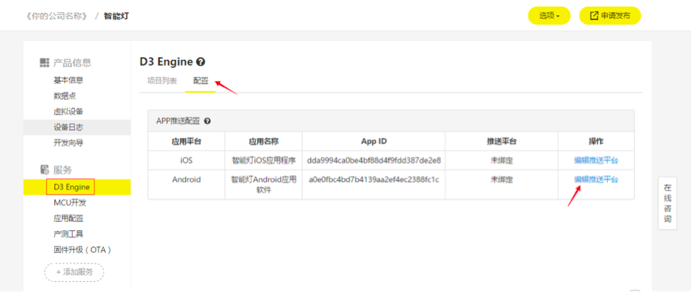 《你的公司名称》 / 智能灯
选项
申请发布
产品信息
基本信息
数据点
虚拟设备
设备日志
开发向导
服务
D3 Engine
MCU开发
应用配置
产测工具
固件升级（OTA）
+ 添加服务
D3 Engine
项目列表 配置
APP推送配置
应用平台 应用名称 App ID 推送平台 操作
iOS 智能灯iOS应用程序 dda9994ca0be4bf88d4f9fdd387de2e8 未绑定 编辑推送平台
Android 智能灯Android应用软件 a0e0fbc4bd7b4139aa2ef4ec2388fc1c 未绑定 编辑推送平台
在线咨询